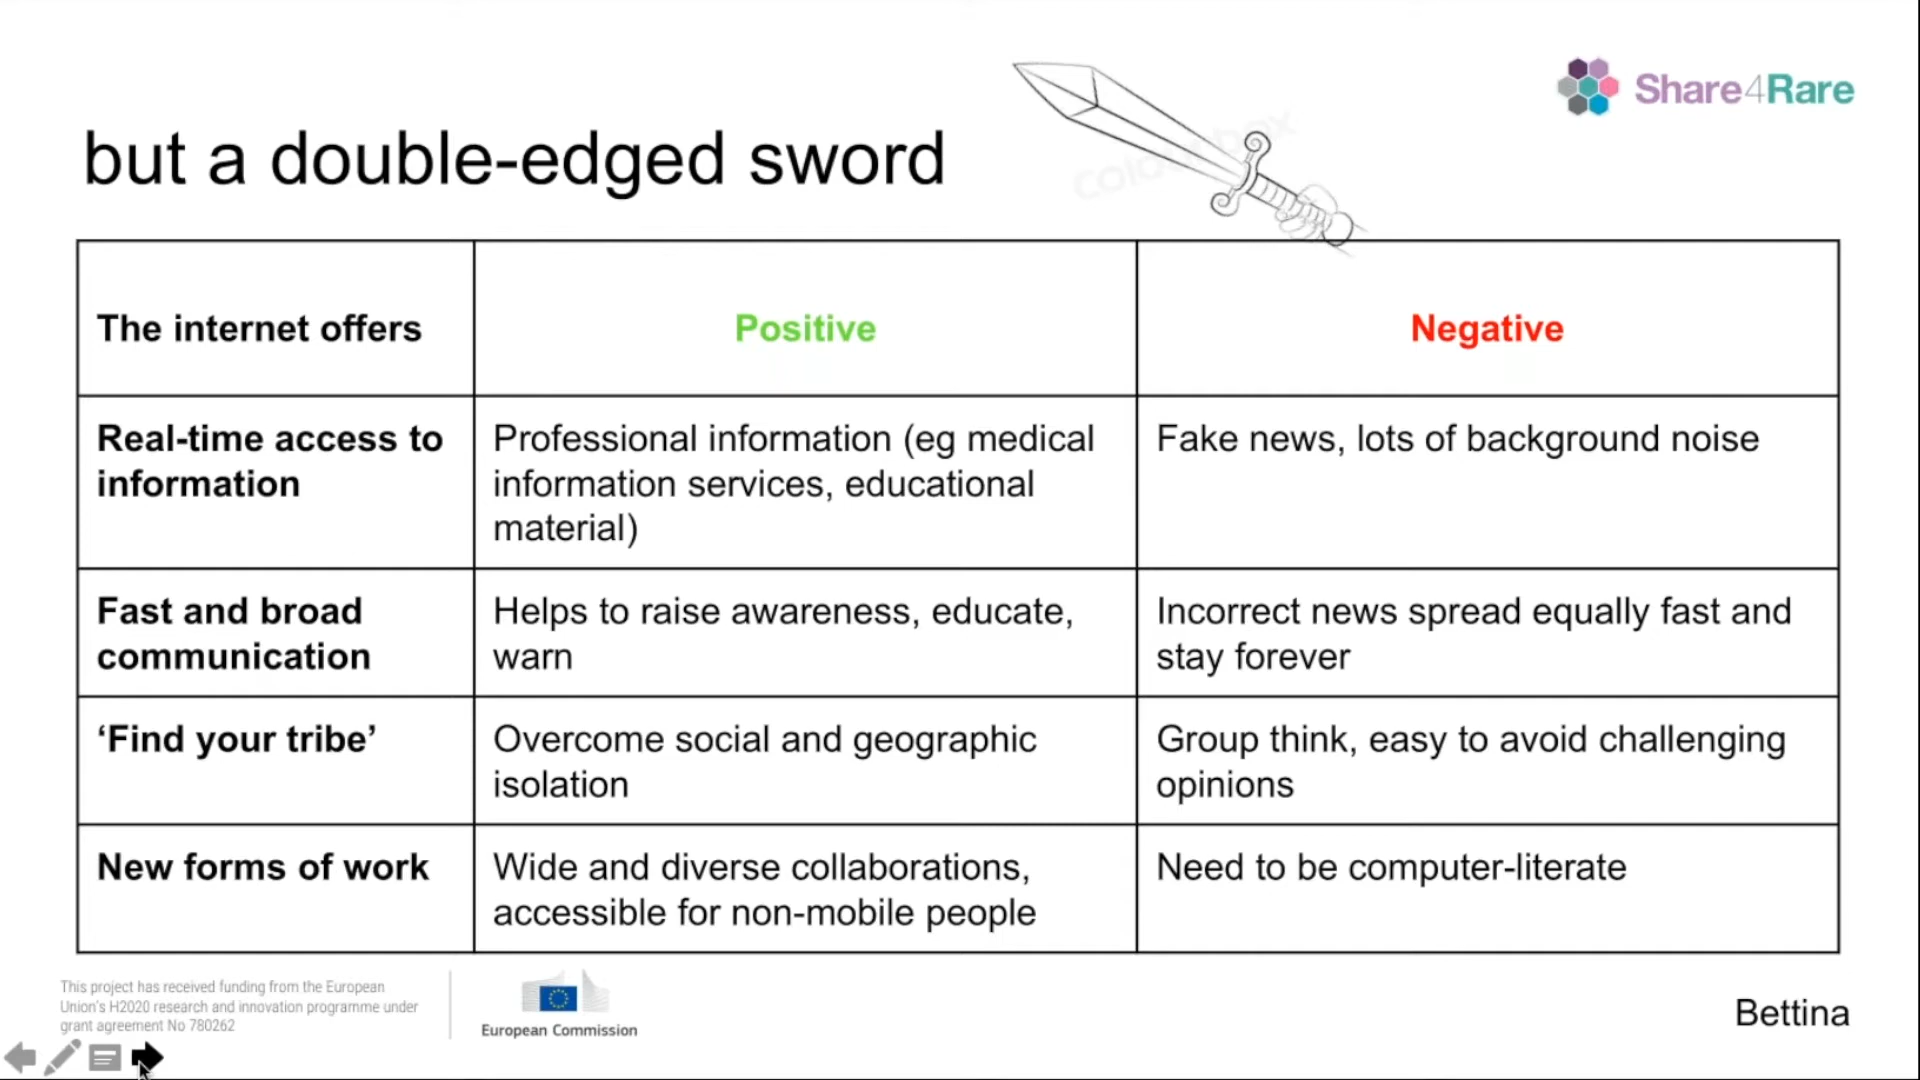 Share4Rare
but a double-edged sword
colourbox
The internet offers
Positive
Negative
Real-time access to
information
Professional information (eg medical
information services, educational
material)
Fake news, lots of background noise
Fast and broad
communication
Helps to raise awareness, educate,
warn
Incorrect news spread equally fast and
stay forever
‘Find your tribe’
Overcome social and geographic
isolation
Group think, easy to avoid challenging
opinions
New forms of work
Wide and diverse collaborations,
accessible for non-mobile people
Need to be computer-literate
This project has received funding from the European
Union's H2020 research and innovation programme under
grant agreement No 780262
European Commission
Bettina